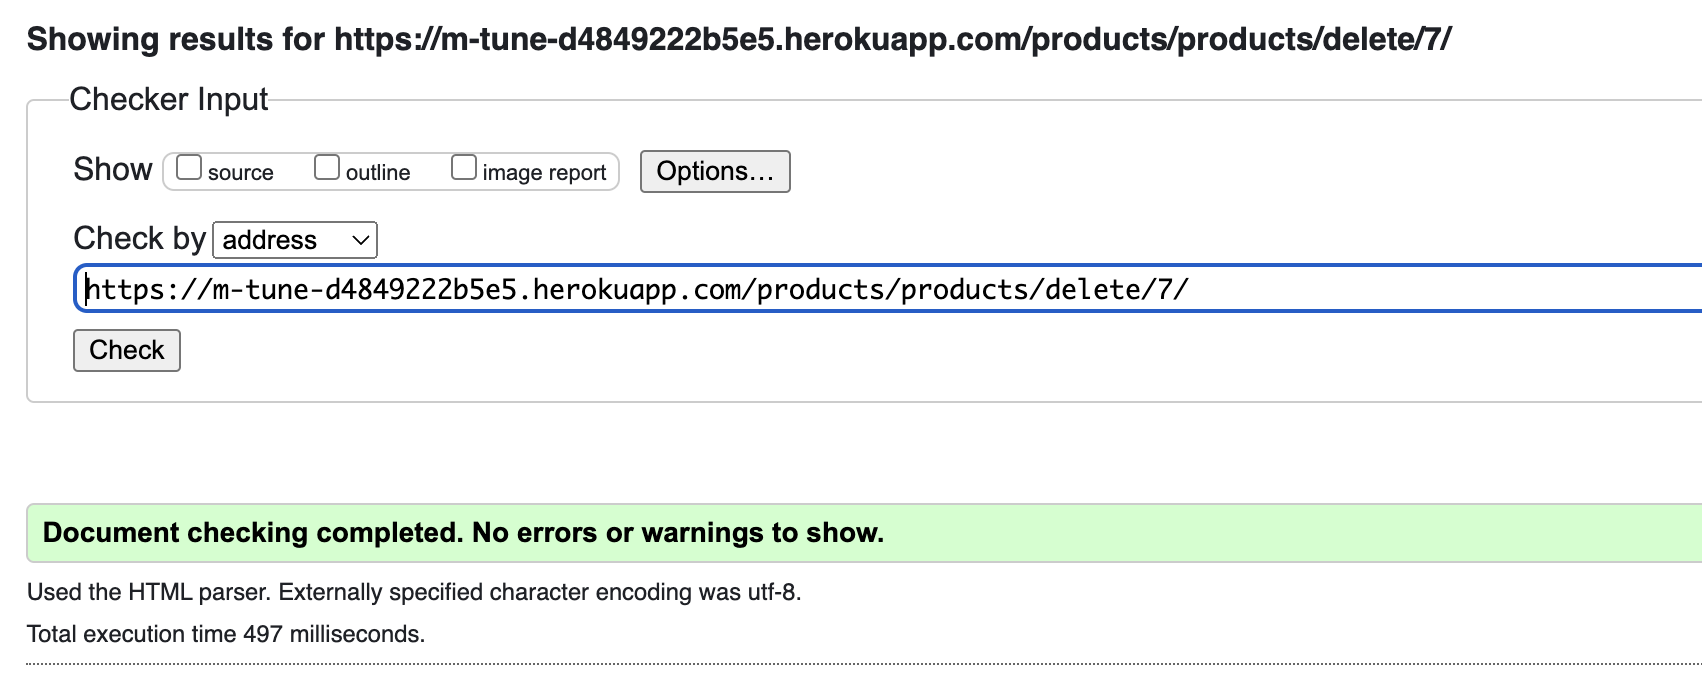 Showing results for https://m-tune-d4849222b5e5.herokuapp.com/products/products/delete/7/
Checker Input
Show source outline image report Options...
Check by address
https://m-tune-d4849222b5e5.herokuapp.com/products/products/delete/7/
Check
Document checking completed. No errors or warnings to show.
Used the HTML parser. Externally specified character encoding was utf-8.
Total execution time 497 milliseconds.